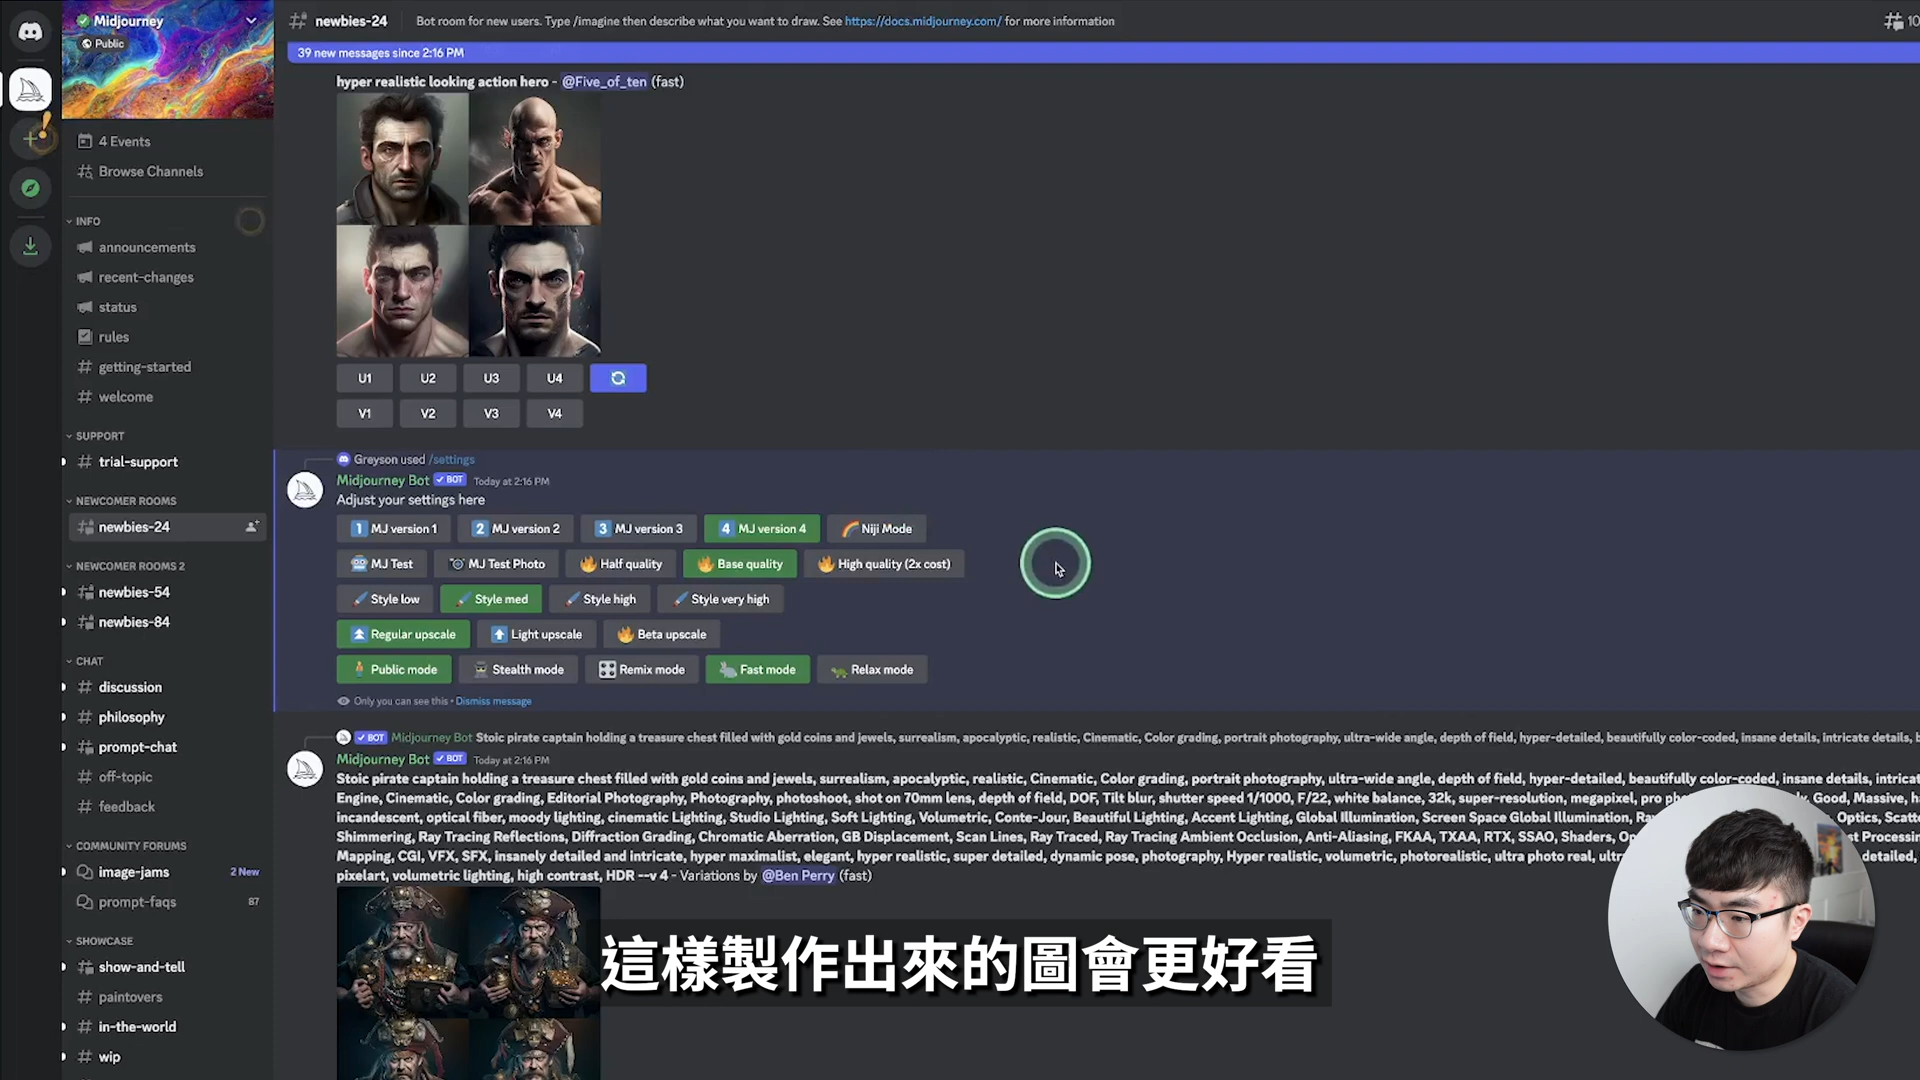 Midjourney
Public
4 Events
Browse Channels
INFO
announcements
recent-changes
status
rules
getting-started
welcome
SUPPORT
trial-support
NEWCOMER ROOMS
newbies-24
NEWCOMER ROOMS 2
newbies-54
newbies-84
CHAT
discussion
philosophy
prompt-chat
off-topic
feedback
COMMUNITY FORUMS
image-jams 2 New
prompt-faqs 87
SHOWCASE
show-and-tell
paintovers
in-the-world
wip
newbies-24 Bot room for new users. Type /imagine then describe what you want to draw. See https://docs.midjourney.com/ for more information
39 new messages since 2:16 PM
hyper realistic looking action hero - @Five_of_ten (fast)
U1 U2 U3 U4
V1 V2 V3 V4
Greyson used /settings
Midjourney Bot BOT Today at 2:16 PM
Adjust your settings here
1 MJ version 1 2 MJ version 2 3 MJ version 3 4 MJ version 4 Niji Mode
MJ Test MJ Test Photo Half quality Base quality High quality (2x cost)
Style low Style med Style high Style very high
Regular upscale Light upscale Beta upscale
Public mode Stealth mode Remix mode Fast mode Relax mode
Only you can see this • Dismiss message
BOT Midjourney Bot Stoic pirate captain holding a treasure chest filled with gold coins and jewels, surrealism, apocalyptic, realistic, Cinematic, Color grading, portrait photography, ultra-wide angle, depth of field, hyper-detailed, beautifully color-coded, insane details, intricate details,
Midjourney Bot BOT Today at 2:16 PM
Stoic pirate captain holding a treasure chest filled with gold coins and jewels, surrealism, apocalyptic, realistic, Cinematic, Color grading, portrait photography, ultra-wide angle, depth of field, hyper-detailed, beautifully color-coded, insane details,
Engine, Cinematic, Color grading, Editorial Photography, Photography, photoshoot, shot on 70mm lens, depth of field, DOF, Tilt blur, shutter speed 1/1000, F/22, white balance, 32k, super-resolution, megapixel, pro Good, Massive,
incandescent, optical fiber, moody lighting, cinematic Lighting, Studio Lighting, Soft Lighting, Volumetric, Conte-Jour, Beautiful Lighting, Accent Lighting, Global Illumination, Screen Space Global Illumination, Optics,
Shimmering, Ray Tracing Reflections, Diffraction Grading, Chromatic Aberration, GB Displacement, Scan Lines, Ray Traced, Ray Tracing Ambient Occlusion, Anti-Aliasing, FKAA, TXAA, RTX, SSAO, Shaders,
Mapping, CGI, VFX, SFX, insanely detailed and intricate, hyper maximalist, elegant, hyper realistic, super detailed, dynamic pose, photography, Hyper realistic, volumetric, photorealistic, ultra photo real, detailed,
pixelart, volumetric lighting, high contrast, HDR --v 4 - Variations by @Ben Perry (fast)
這樣製作出來的圖會更好看